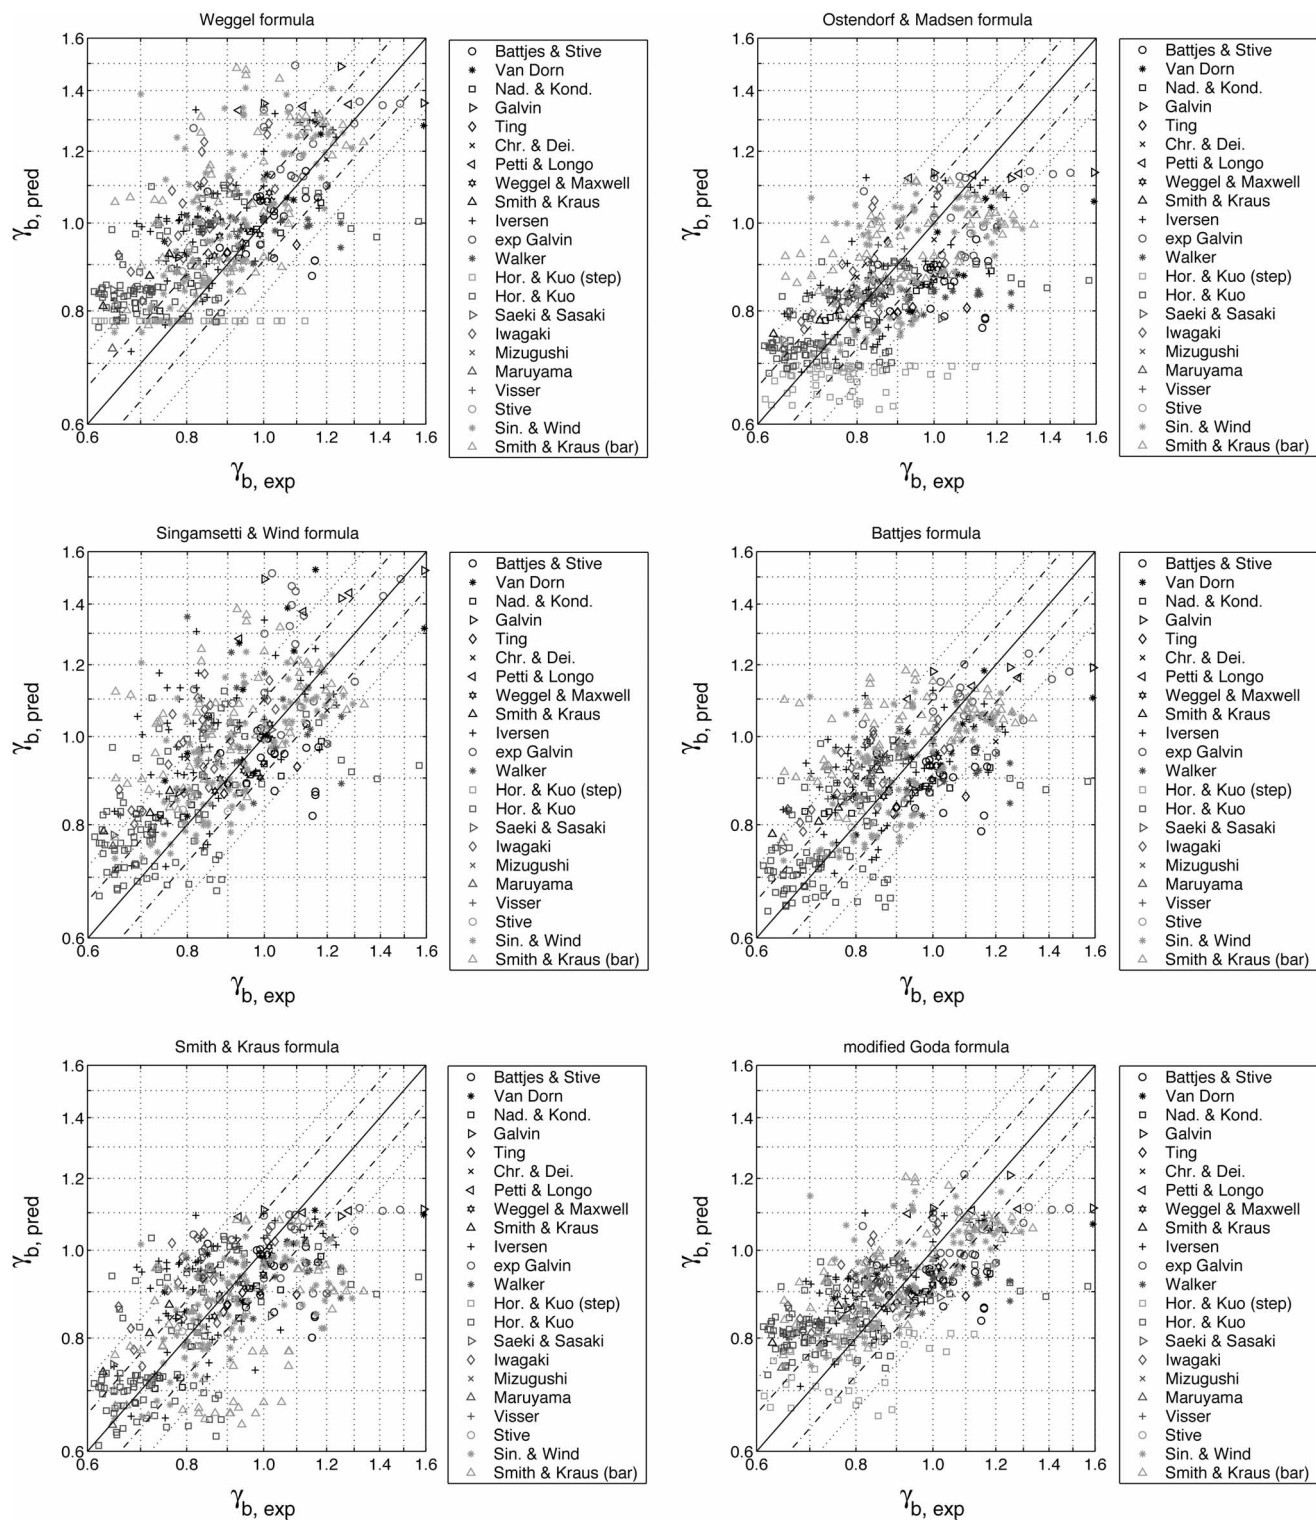 Weggel formula
γb, pred
1.6
1.4
1.2
1.0
0.8
0.6
0.6 0.8 1.0 1.2 1.4 1.6
γb, exp
Battjes & Stive
Van Dorn
Nad. & Kond.
Galvin
Ting
Chr. & Dei.
Petti & Longo
Weggel & Maxwell
Smith & Kraus
Iversen
exp Galvin
Walker
Hor. & Kuo (step)
Hor. & Kuo
Saeki & Sasaki
Iwagaki
Mizugushi
Maruyama
Visser
Stive
Sin. & Wind
Smith & Kraus (bar)
Ostendorf & Madsen formula
γb, pred
1.6
1.4
1.2
1.0
0.8
0.6
0.6 0.8 1.0 1.2 1.4 1.6
γb, exp
Battjes & Stive
Van Dorn
Nad. & Kond.
Galvin
Ting
Chr. & Dei.
Petti & Longo
Weggel & Maxwell
Smith & Kraus
Iversen
exp Galvin
Walker
Hor. & Kuo (step)
Hor. & Kuo
Saeki & Sasaki
Iwagaki
Mizugushi
Maruyama
Visser
Stive
Sin. & Wind
Smith & Kraus (bar)
Singamsetti & Wind formula
γb, pred
1.6
1.4
1.2
1.0
0.8
0.6
0.6 0.8 1.0 1.2 1.4 1.6
γb, exp
Battjes & Stive
Van Dorn
Nad. & Kond.
Galvin
Ting
Chr. & Dei.
Petti & Longo
Weggel & Maxwell
Smith & Kraus
Iversen
exp Galvin
Walker
Hor. & Kuo (step)
Hor. & Kuo
Saeki & Sasaki
Iwagaki
Mizugushi
Maruyama
Visser
Stive
Sin. & Wind
Smith & Kraus (bar)
Battjes formula
γb, pred
1.6
1.4
1.2
1.0
0.8
0.6
0.6 0.8 1.0 1.2 1.4 1.6
γb, exp
Battjes & Stive
Van Dorn
Nad. & Kond.
Galvin
Ting
Chr. & Dei.
Petti & Longo
Weggel & Maxwell
Smith & Kraus
Iversen
exp Galvin
Walker
Hor. & Kuo (step)
Hor. & Kuo
Saeki & Sasaki
Iwagaki
Mizugushi
Maruyama
Visser
Stive
Sin. & Wind
Smith & Kraus (bar)
Smith & Kraus formula
γb, pred
1.6
1.4
1.2
1.0
0.8
0.6
0.6 0.8 1.0 1.2 1.4 1.6
γb, exp
Battjes & Stive
Van Dorn
Nad. & Kond.
Galvin
Ting
Chr. & Dei.
Petti & Longo
Weggel & Maxwell
Smith & Kraus
Iversen
exp Galvin
Walker
Hor. & Kuo (step)
Hor. & Kuo
Saeki & Sasaki
Iwagaki
Mizugushi
Maruyama
Visser
Stive
Sin. & Wind
Smith & Kraus (bar)
modified Goda formula
γb, pred
1.6
1.4
1.2
1.0
0.8
0.6
0.6 0.8 1.0 1.2 1.4 1.6
γb, exp
Battjes & Stive
Van Dorn
Nad. & Kond.
Galvin
Ting
Chr. & Dei.
Petti & Longo
Weggel & Maxwell
Smith & Kraus
Iversen
exp Galvin
Walker
Hor. & Kuo (step)
Hor. & Kuo
Saeki & Sasaki
Iwagaki
Mizugushi
Maruyama
Visser
Stive
Sin. & Wind
Smith & Kraus (bar)